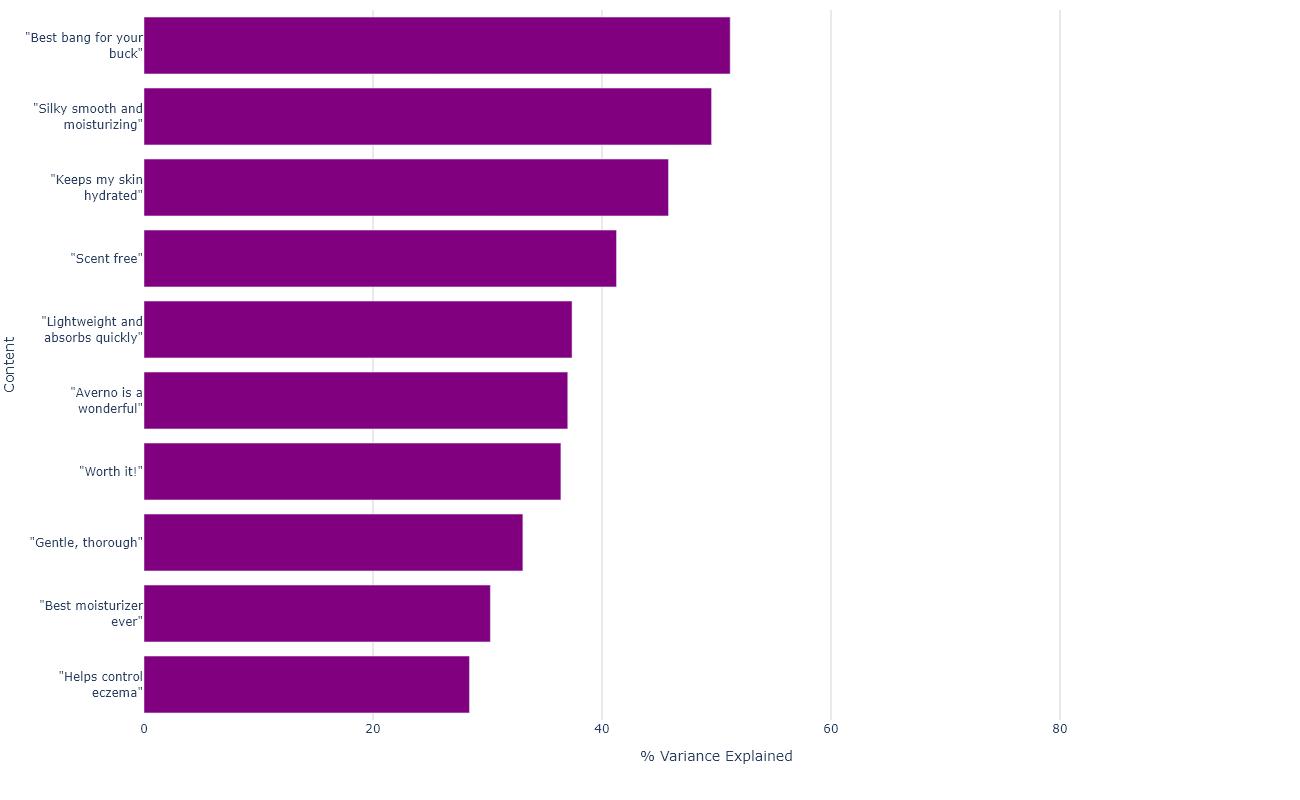 "Best bang for your
buck"
"Silky smooth and
moisturizing"
"Keeps my skin
hydrated"
"Scent free"
"Lightweight and
absorbs quickly"
"Averno is a
wonderful"
"Worth it!"
"Gentle, thorough"
"Best moisturizer
ever"
"Helps control
eczema"
Content
0 20 40 60 80
% Variance Explained